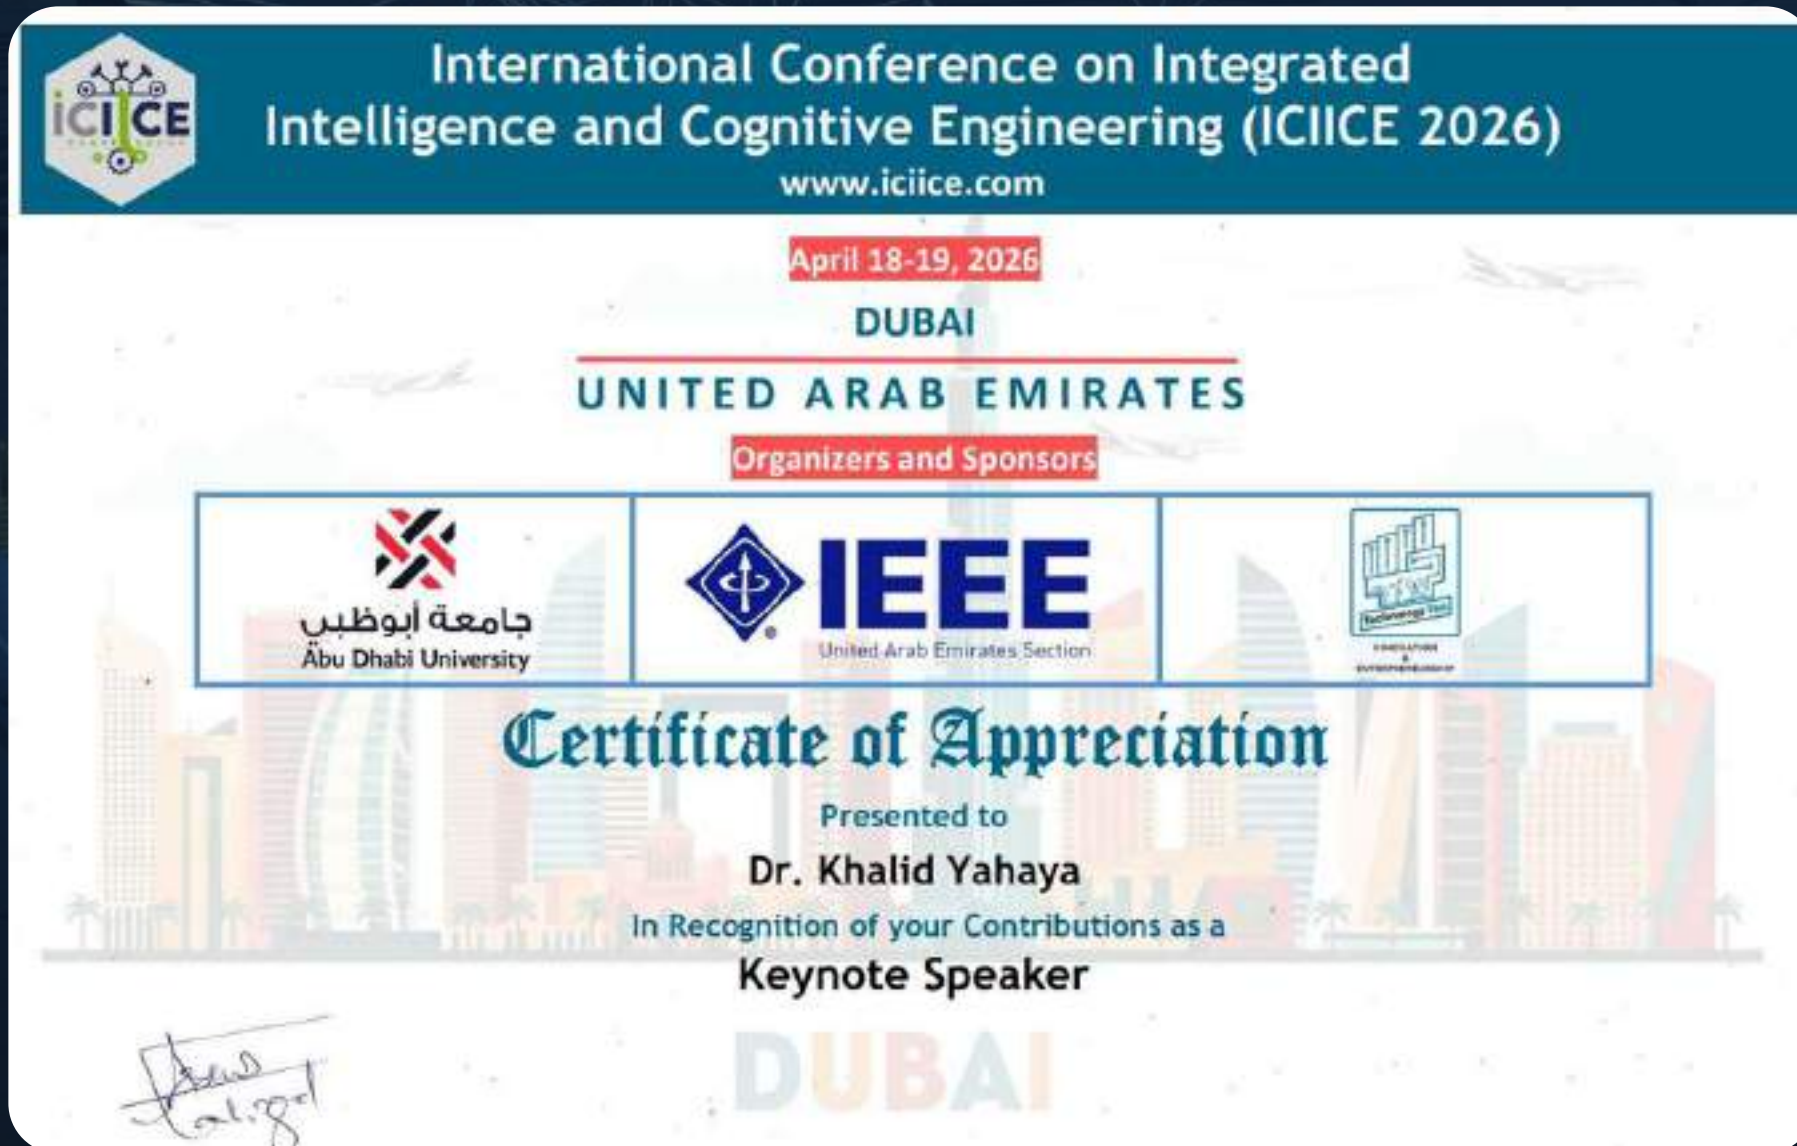 iCIICE
International Conference on Integrated
Intelligence and Cognitive Engineering (ICIICE 2026)
www.iciice.com
April 18-19, 2026
DUBAI
UNITED ARAB EMIRATES
Organizers and Sponsors
جامعة أبوظبي
Abu Dhabi University
IEEE
United Arab Emirates Section
&
Certificate of Appreciation
Presented to
Dr. Khalid Yahaya
In Recognition of your Contributions as a
Keynote Speaker
DUBAI